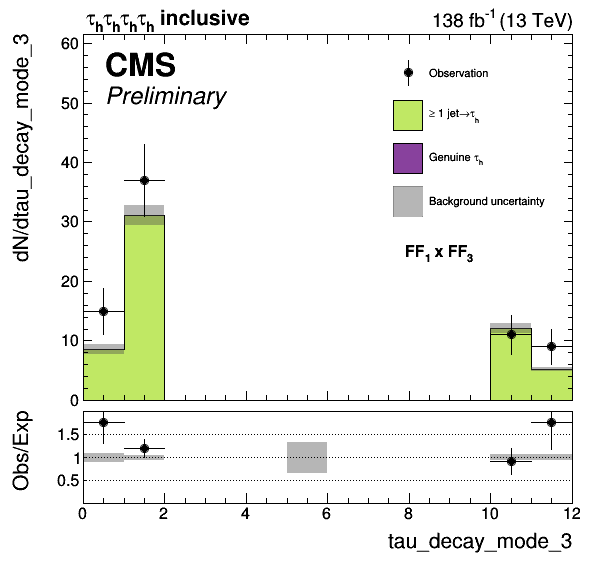 τhτhτhτh inclusive
138 fb⁻¹ (13 TeV)
CMS
Preliminary
dN/dtau_decay_mode_3
60
50
40
30
20
10
0
Observation
≥ 1 jet→τh
Genuine τh
Background uncertainty
FF₁ x FF₃
Obs/Exp
1.5
1
0.5
0 2 4 6 8 10 12
tau_decay_mode_3